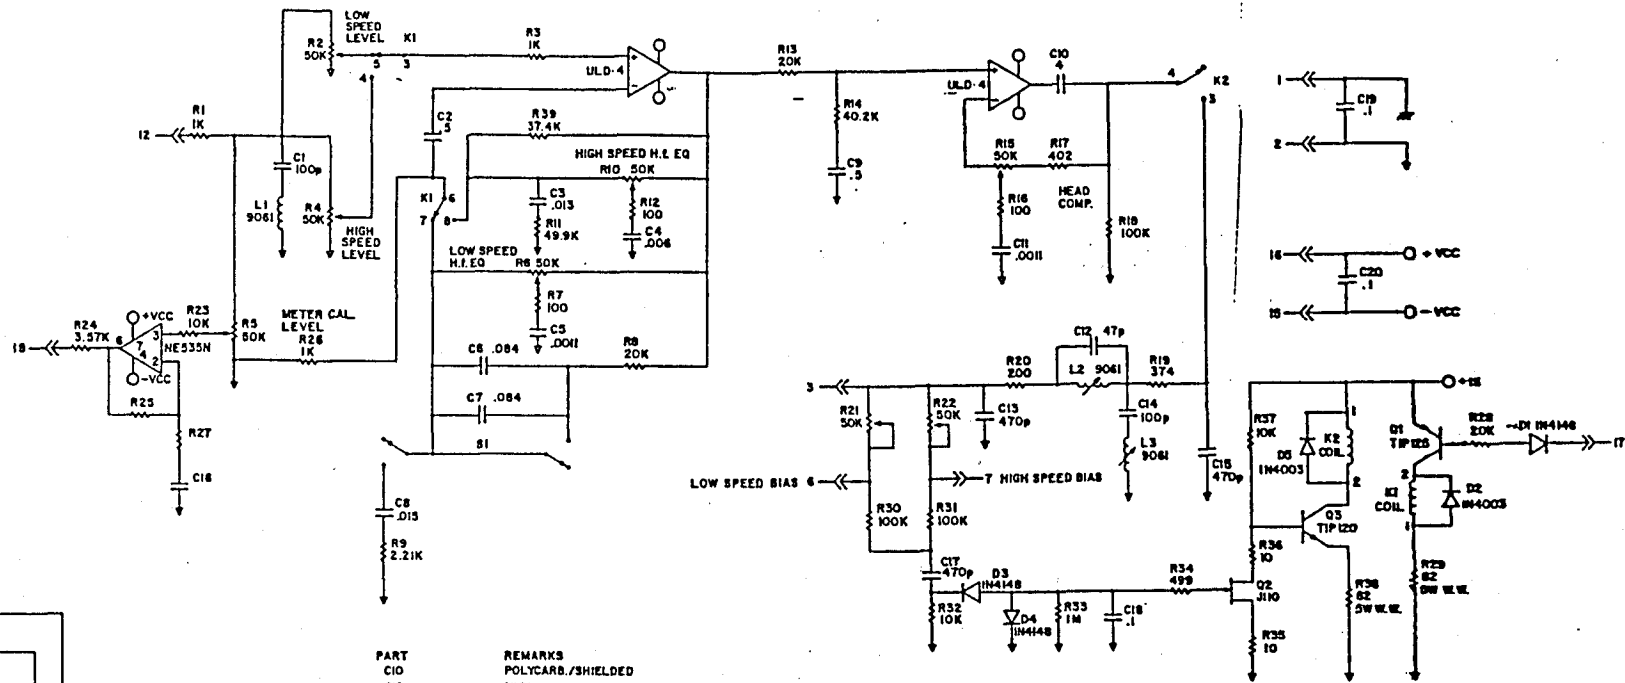 LOW
SPEED
LEVEL
R2
50K
K1
5
3
4
R3
1K
ULD-4
+
-
R13
20K
C10
4
ULD-4
+
-
4
K2
3
1
C19
.1
2
12
R1
1K
C1
100p
L1
9061
R4
50K
HIGH
SPEED
LEVEL
C2
.5
R39
37.4K
HIGH SPEED H.f. EQ
R10 50K
K1
6
7
8
C3
.013
R11
49.9K
R12
100
C4
.006
LOW SPEED
H.f. EQ
R6 50K
R7
100
C5
.0011
R14
40.2K
C9
.5
R15
50K
R17
402
R16
100
HEAD
COMP.
C11
.0011
R18
100K
16
+VCC
C20
.1
15
-VCC
18
R24
3.57K
+VCC
R23
10K
6
7
4
3
2
NE535N
-VCC
R5
50K
METER CAL.
LEVEL
R26
1K
R25
R27
C16
C6 .084
R8
20K
C7 .084
S1
C8
.015
R9
2.21K
C12 47p
R20
200
L2 9061
R19
374
3
R21
50K
R22
50K
C13
470p
C14
100p
L3
9061
C15
470p
LOW SPEED BIAS 6
7 HIGH SPEED BIAS
R30
100K
R31
100K
C17
470p
D3
1N4148
R32
10K
D4
1N4148
R33
1M
C18
.1
R34
499
R37
10K
R36
10
Q2
J110
R35
10
D5
1N4003
1
K2
COIL
2
Q3
TIP120
R38
82
5W W.W.
Q1
TIP125
2
K1
COIL
1
D2
1N4003
R29
82
5W W.W.
R28
20K
D1 1N4148
17
PART
C10
REMARKS
POLYCARB./SHIELDED